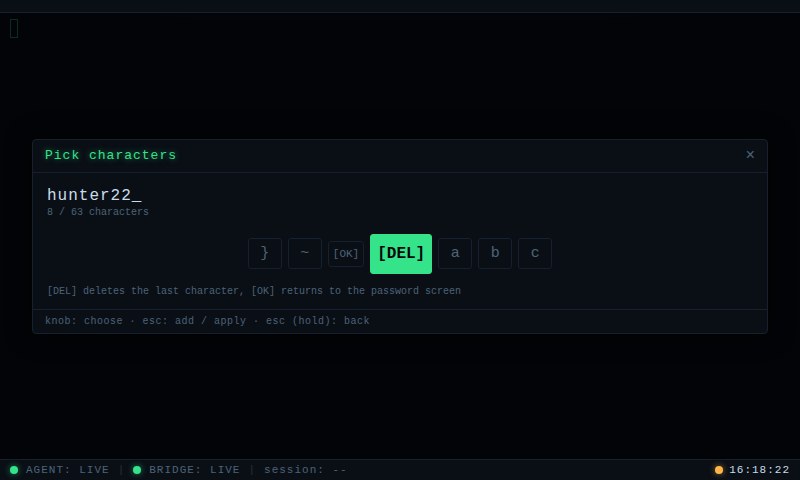 Pick characters ×
hunter22_
8 / 63 characters
} ~ [OK] [DEL] a b c
[DEL] deletes the last character, [OK] returns to the password screen
knob: choose · esc: add / apply · esc (hold): back
AGENT: LIVE | BRIDGE: LIVE | session: -- 16:18:22